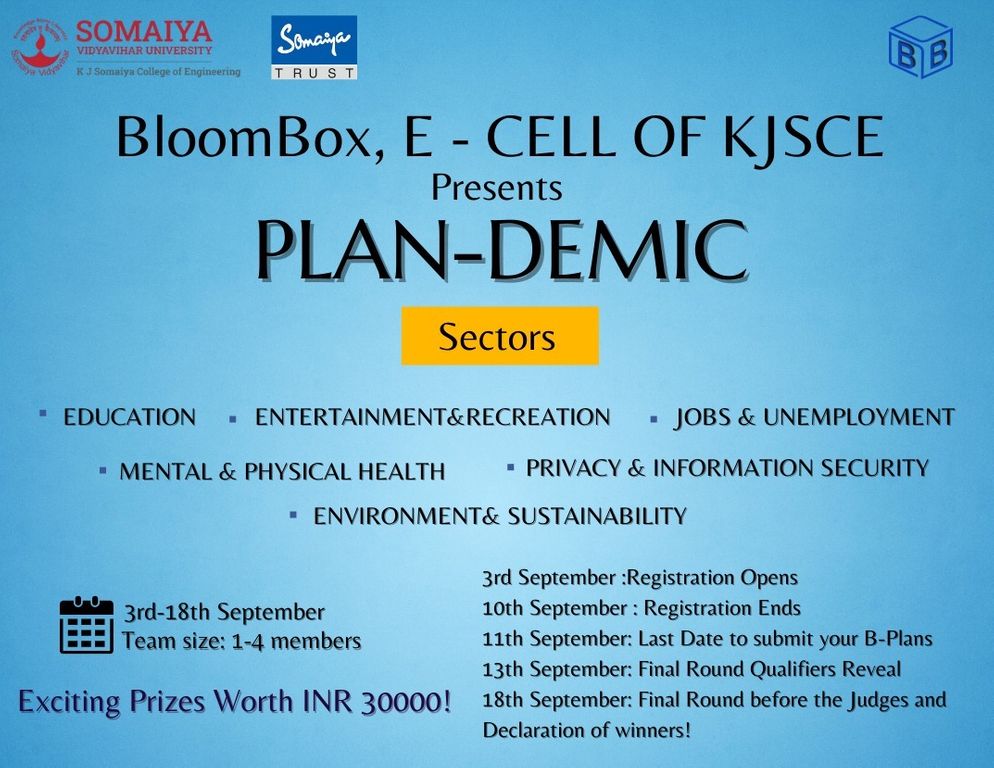 SOMAIYA
VIDYAVIHAR UNIVERSITY
K J Somaiya College of Engineering
Somaiya
TRUST
BB
BloomBox, E - CELL OF KJSCE
Presents
PLAN-DEMIC
Sectors
▪ EDUCATION ▪ ENTERTAINMENT&RECREATION ▪ JOBS & UNEMPLOYMENT
▪ MENTAL & PHYSICAL HEALTH ▪ PRIVACY & INFORMATION SECURITY
▪ ENVIRONMENT& SUSTAINABILITY
3rd-18th September
Team size: 1-4 members
Exciting Prizes Worth INR 30000!
3rd September :Registration Opens
10th September : Registration Ends
11th September: Last Date to submit your B-Plans
13th September: Final Round Qualifiers Reveal
18th September: Final Round before the Judges and
Declaration of winners!